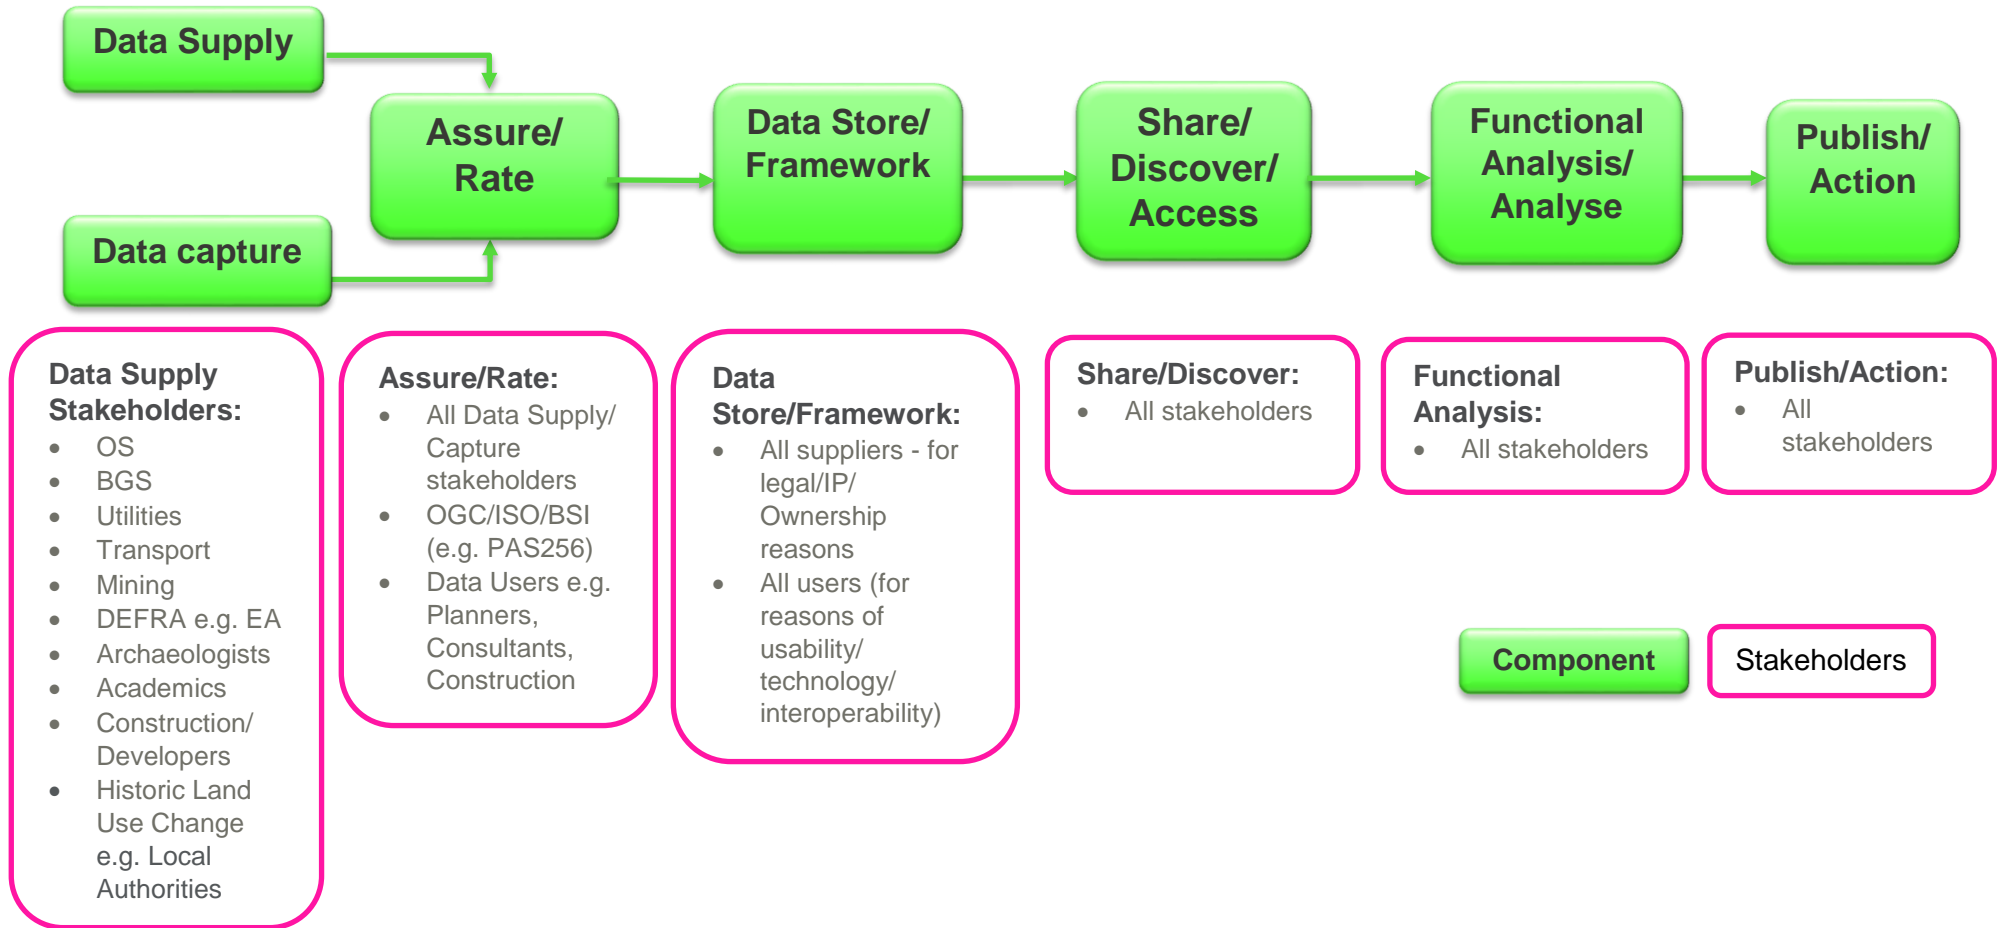 Data Supply
Data capture
Assure/
Rate
Data Store/
Framework
Share/
Discover/
Access
Functional
Analysis/
Analyse
Publish/
Action
Data Supply
Stakeholders:
• OS
• BGS
• Utilities
• Transport
• Mining
• DEFRA e.g. EA
• Archaeologists
• Academics
• Construction/
Developers
• Historic Land
Use Change
e.g. Local
Authorities
Assure/Rate:
• All Data Supply/
Capture
stakeholders
• OGC/ISO/BSI
(e.g. PAS256)
• Data Users e.g.
Planners,
Consultants,
Construction
Data
Store/Framework:
• All suppliers - for
legal/IP/
Ownership
reasons
• All users (for
reasons of
usability/
technology/
interoperability)
Share/Discover:
• All stakeholders
Functional
Analysis:
• All stakeholders
Publish/Action:
• All
stakeholders
Component
Stakeholders